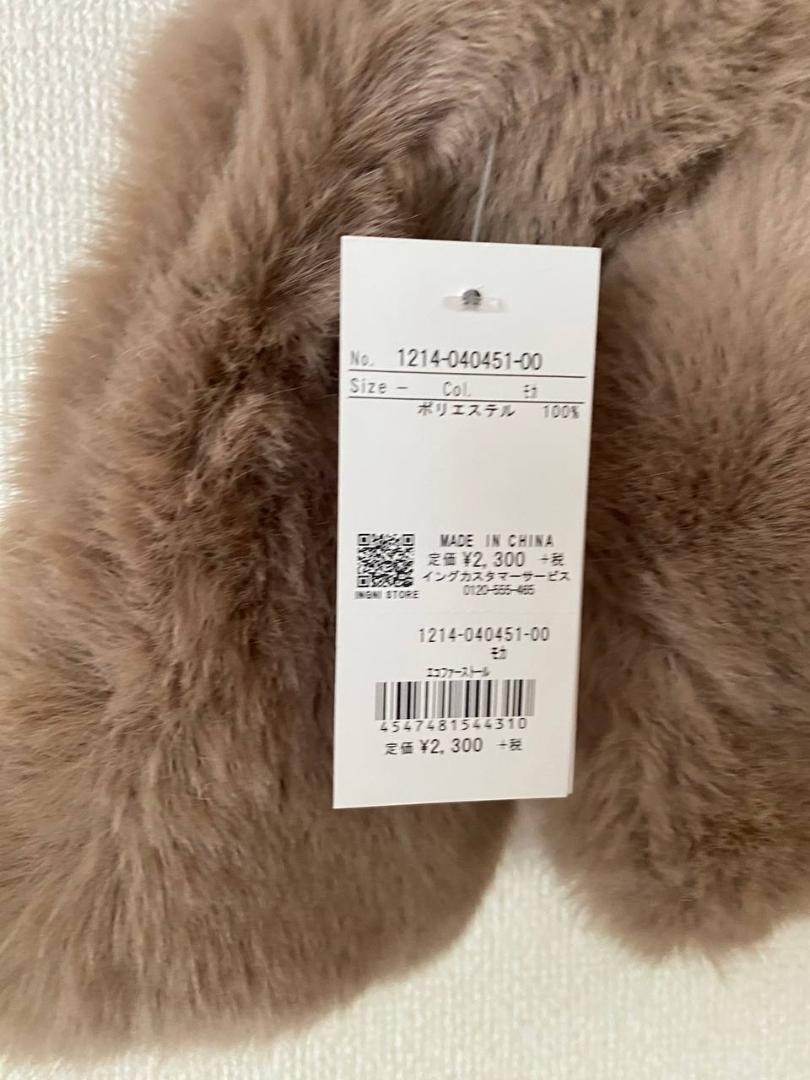 No. 1214-040451-00
Size - Col. モカ
ポリエステル 100%
MADE IN CHINA
定価 ¥2,300 +税
イングカスタマーサービス
0120-555-465
INGNI STORE
1214-040451-00
モカ
エコファーストール
4547481544310
定価 ¥2,300 +税